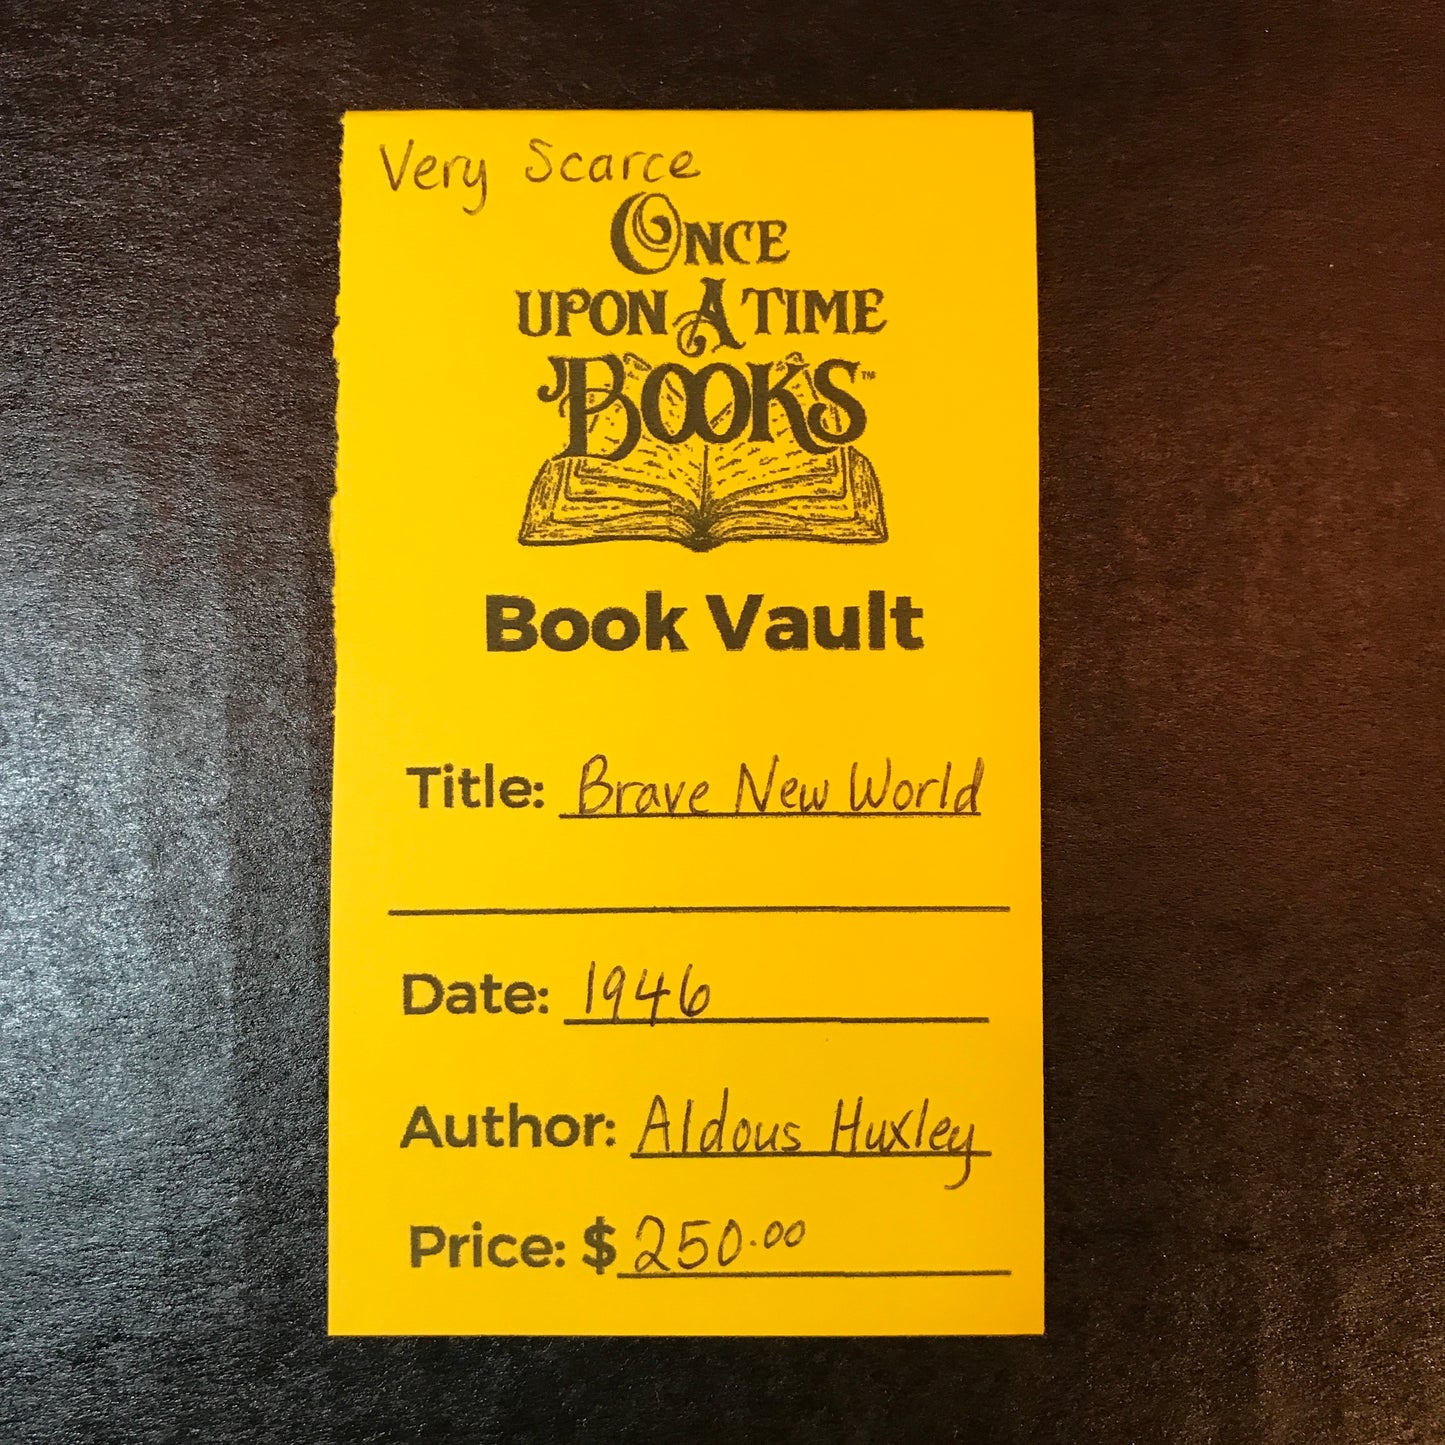 Very Scarce
ONCE
UPON A TIME
BOOKS™
Book Vault
Title: Brave New World
Date: 1946
Author: Aldous Huxley
Price: $ 250.00